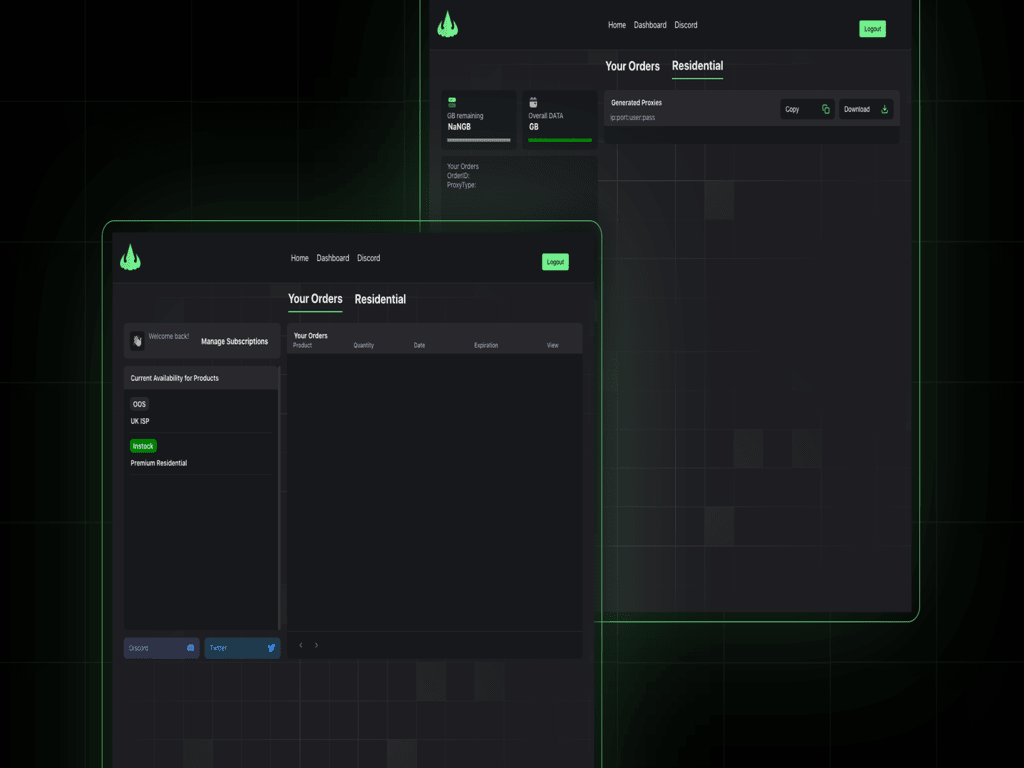 Home Dashboard Discord
Logout
Your Orders Residential
GB remaining
NaNGB
Overall DATA
GB
Generated Proxies
ip:port:user:pass
Copy
Download
Your Orders
OrderID:
ProxyType:
Home Dashboard Discord
Logout
Your Orders Residential
Welcome back!
Manage Subscriptions
Your Orders
Product Quantity Date Expiration View
Current Availability for Products
OOS
UK ISP
Instock
Premium Residential
Discord
Twitter